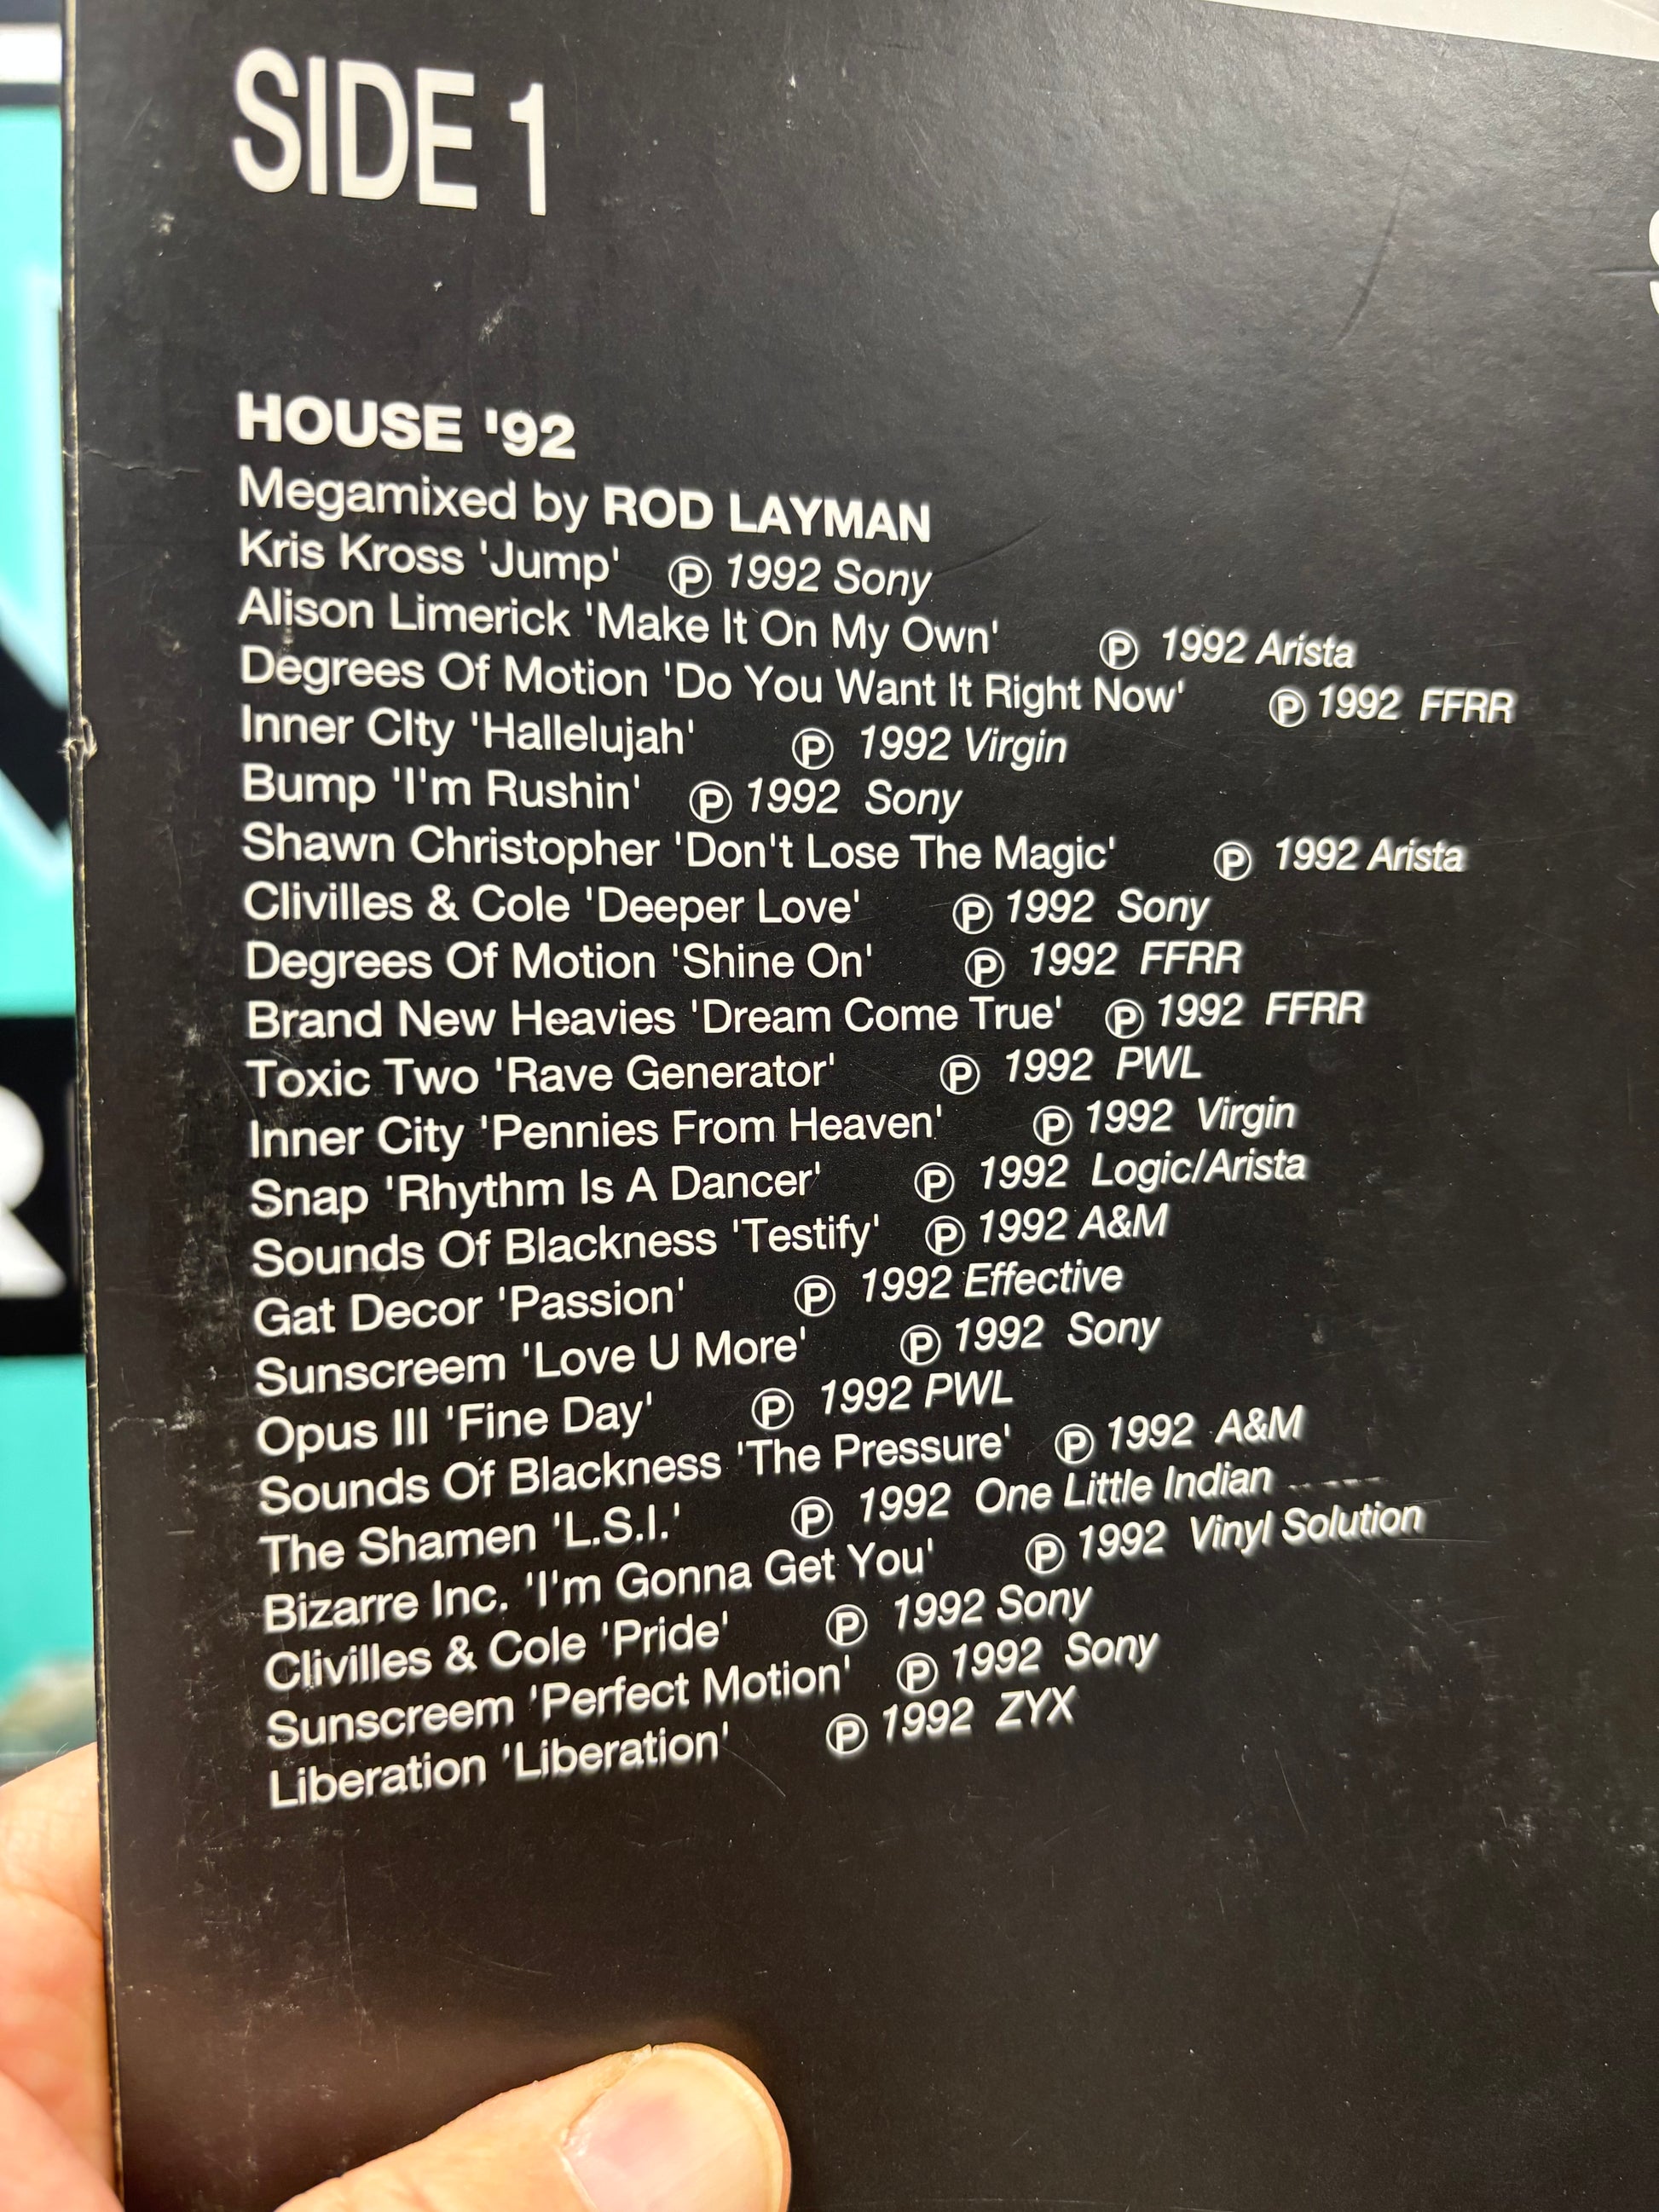 SIDE 1
HOUSE '92
Megamixed by ROD LAYMAN
Kris Kross 'Jump' Ⓟ 1992 Sony
Alison Limerick 'Make It On My Own' Ⓟ 1992 Arista
Degrees Of Motion 'Do You Want It Right Now' Ⓟ 1992 FFRR
Inner CIty 'Hallelujah' Ⓟ 1992 Virgin
Bump 'I'm Rushin' Ⓟ 1992 Sony
Shawn Christopher 'Don't Lose The Magic' Ⓟ 1992 Arista
Clivilles & Cole 'Deeper Love' Ⓟ 1992 Sony
Degrees Of Motion 'Shine On' Ⓟ 1992 FFRR
Brand New Heavies 'Dream Come True' Ⓟ 1992 FFRR
Toxic Two 'Rave Generator' Ⓟ 1992 PWL
Inner City 'Pennies From Heaven' Ⓟ 1992 Virgin
Snap 'Rhythm Is A Dancer' Ⓟ 1992 Logic/Arista
Sounds Of Blackness 'Testify' Ⓟ 1992 A&M
Gat Decor 'Passion' Ⓟ 1992 Effective
Sunscreem 'Love U More' Ⓟ 1992 Sony
Opus III 'Fine Day' Ⓟ 1992 PWL
Sounds Of Blackness 'The Pressure' Ⓟ 1992 A&M
The Shamen 'L.S.I.' Ⓟ 1992 One Little Indian
Bizarre Inc. 'I'm Gonna Get You' Ⓟ 1992 Vinyl Solution
Clivilles & Cole 'Pride' Ⓟ 1992 Sony
Sunscreem 'Perfect Motion' Ⓟ 1992 Sony
Liberation 'Liberation' Ⓟ 1992 ZYX